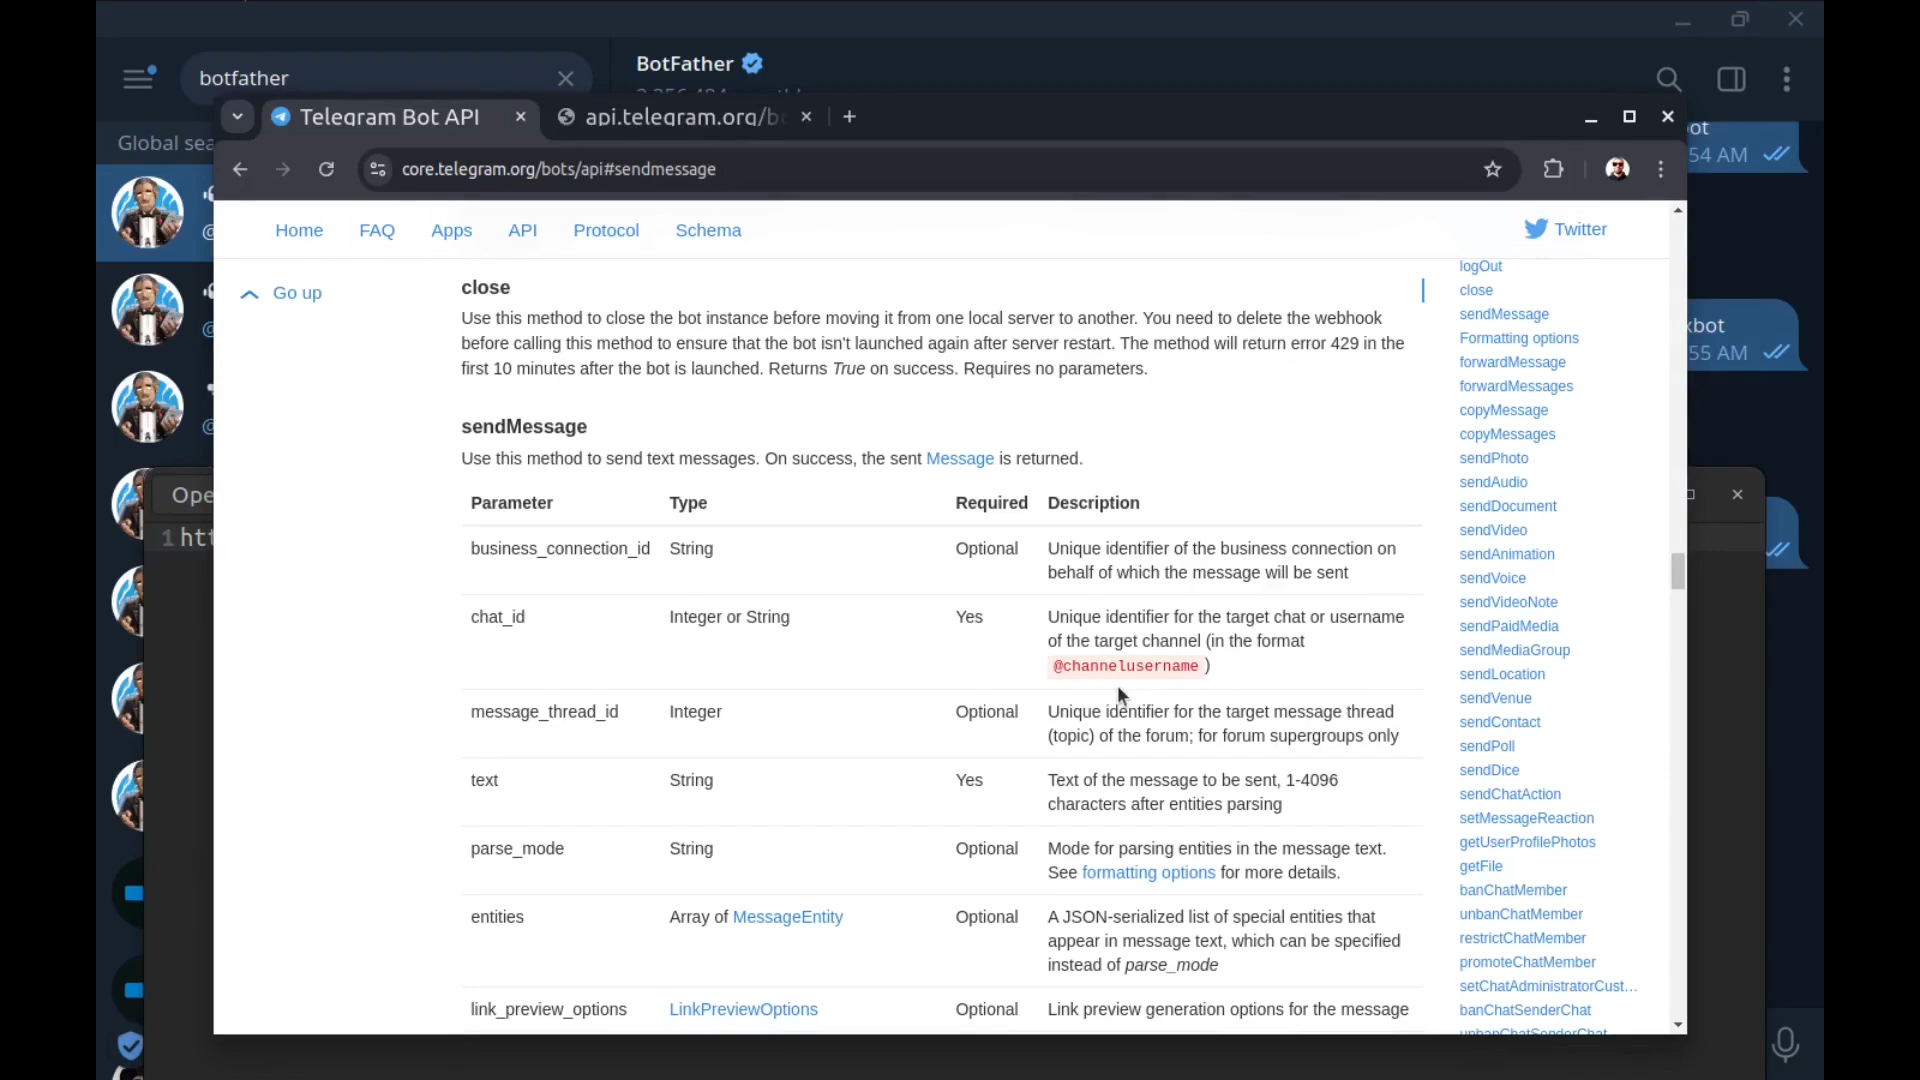 botfather
BotFather
Global sea
Telegram Bot API
api.telegram.org/b
core.telegram.org/bots/api#sendmessage
bot
54 AM
xbot
55 AM
Ope
1 htt
Home FAQ Apps API Protocol Schema
Twitter
Go up
close
Use this method to close the bot instance before moving it from one local server to another. You need to delete the webhook
before calling this method to ensure that the bot isn't launched again after server restart. The method will return error 429 in the
first 10 minutes after the bot is launched. Returns True on success. Requires no parameters.
sendMessage
Use this method to send text messages. On success, the sent Message is returned.
Parameter Type Required Description
business_connection_id String Optional Unique identifier of the business connection on
behalf of which the message will be sent
chat_id Integer or String Yes Unique identifier for the target chat or username
of the target channel (in the format
@channelusername )
message_thread_id Integer Optional Unique identifier for the target message thread
(topic) of the forum; for forum supergroups only
text String Yes Text of the message to be sent, 1-4096
characters after entities parsing
parse_mode String Optional Mode for parsing entities in the message text.
See formatting options for more details.
entities Array of MessageEntity Optional A JSON-serialized list of special entities that
appear in message text, which can be specified
instead of parse_mode
link_preview_options LinkPreviewOptions Optional Link preview generation options for the message
logOut
close
sendMessage
Formatting options
forwardMessage
forwardMessages
copyMessage
copyMessages
sendPhoto
sendAudio
sendDocument
sendVideo
sendAnimation
sendVoice
sendVideoNote
sendPaidMedia
sendMediaGroup
sendLocation
sendVenue
sendContact
sendPoll
sendDice
sendChatAction
setMessageReaction
getUserProfilePhotos
getFile
banChatMember
unbanChatMember
restrictChatMember
promoteChatMember
setChatAdministratorCust...
banChatSenderChat
unbanChatSenderChat